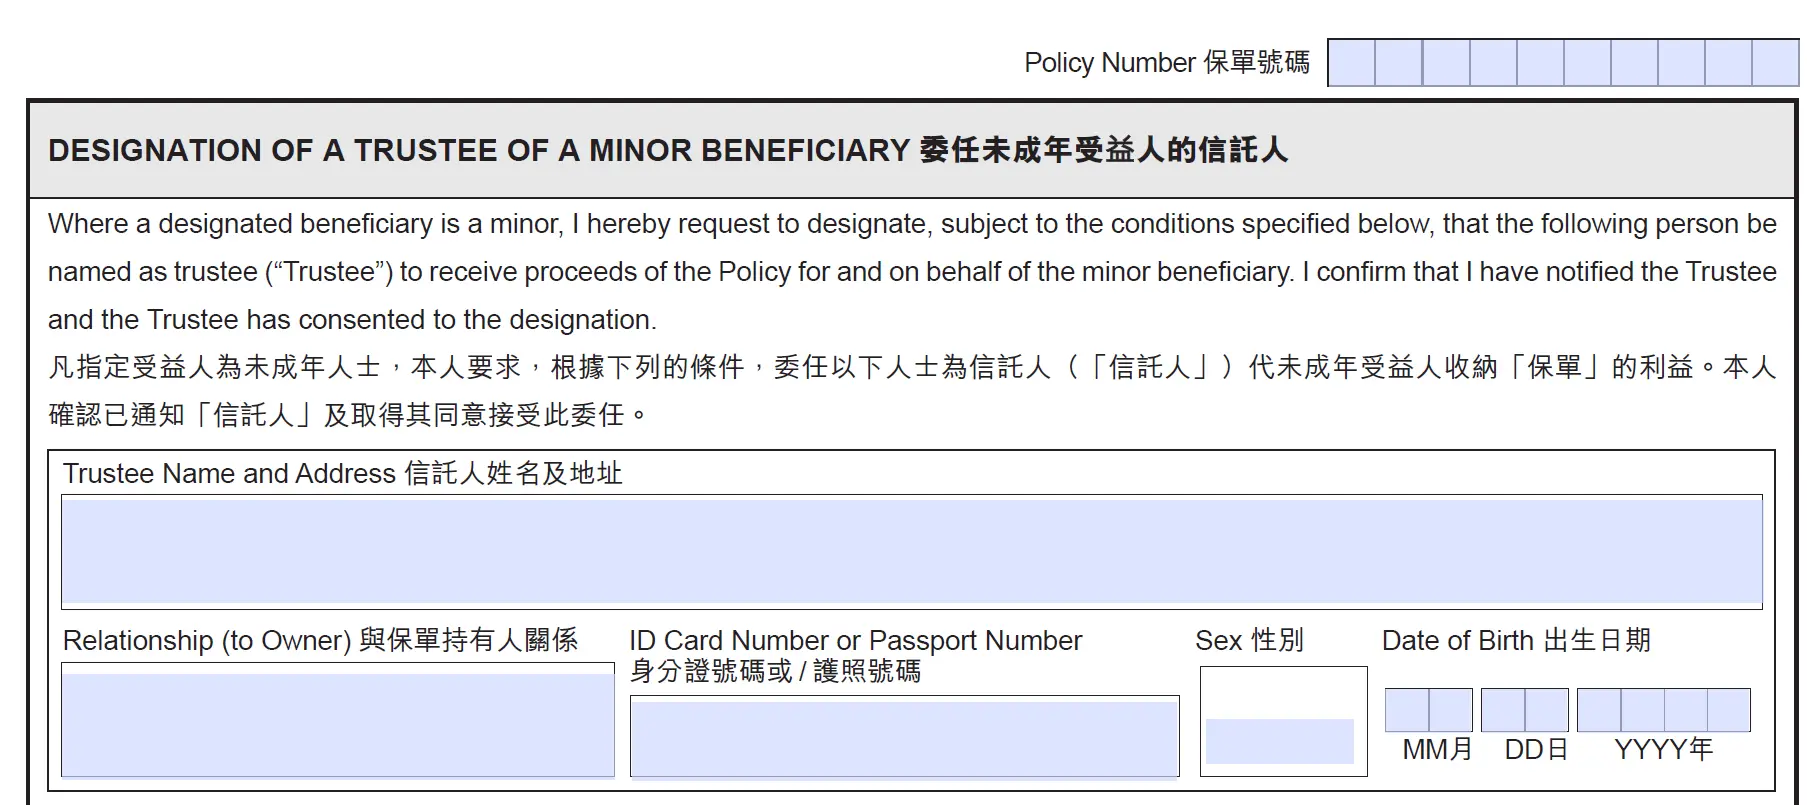 Policy Number 保單號碼
DESIGNATION OF A TRUSTEE OF A MINOR BENEFICIARY 委任未成年受益人的信託人
Where a designated beneficiary is a minor, I hereby request to designate, subject to the conditions specified below, that the following person be
named as trustee (“Trustee”) to receive proceeds of the Policy for and on behalf of the minor beneficiary. I confirm that I have notified the Trustee
and the Trustee has consented to the designation.
凡指定受益人為未成年人士，本人要求，根據下列的條件，委任以下人士為信託人（「信託人」）代未成年受益人收納「保單」的利益。本人
確認已通知「信託人」及取得其同意接受此委任。
Trustee Name and Address 信託人姓名及地址
Relationship (to Owner) 與保單持有人關係
ID Card Number or Passport Number
身分證號碼或 / 護照號碼
Sex 性別
Date of Birth 出生日期
MM月 DD日 YYYY年